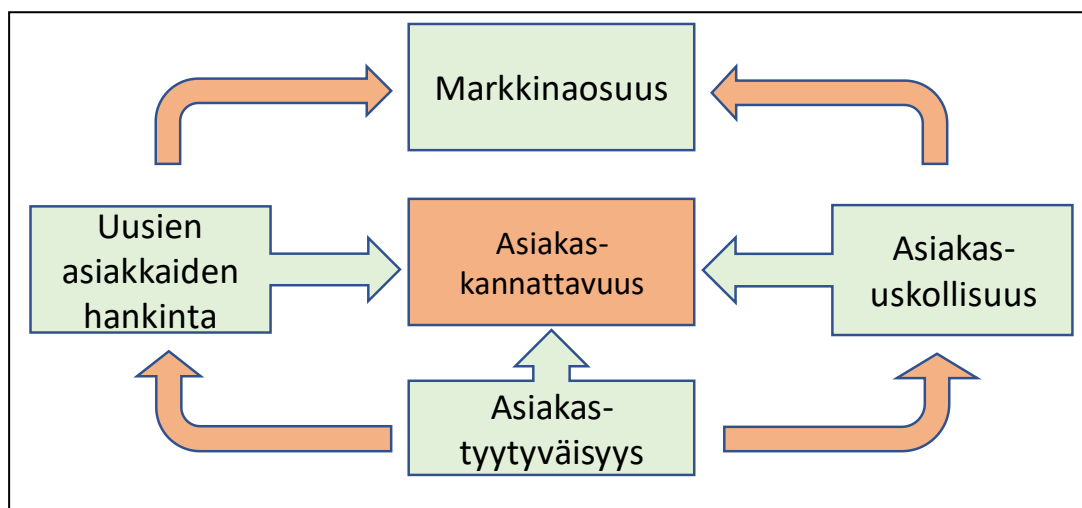 Markkinaosuus
Uusien
asiakkaiden
hankinta
Asiakas-
kannattavuus
Asiakas-
uskollisuus
Asiakas-
tyytyväisyys